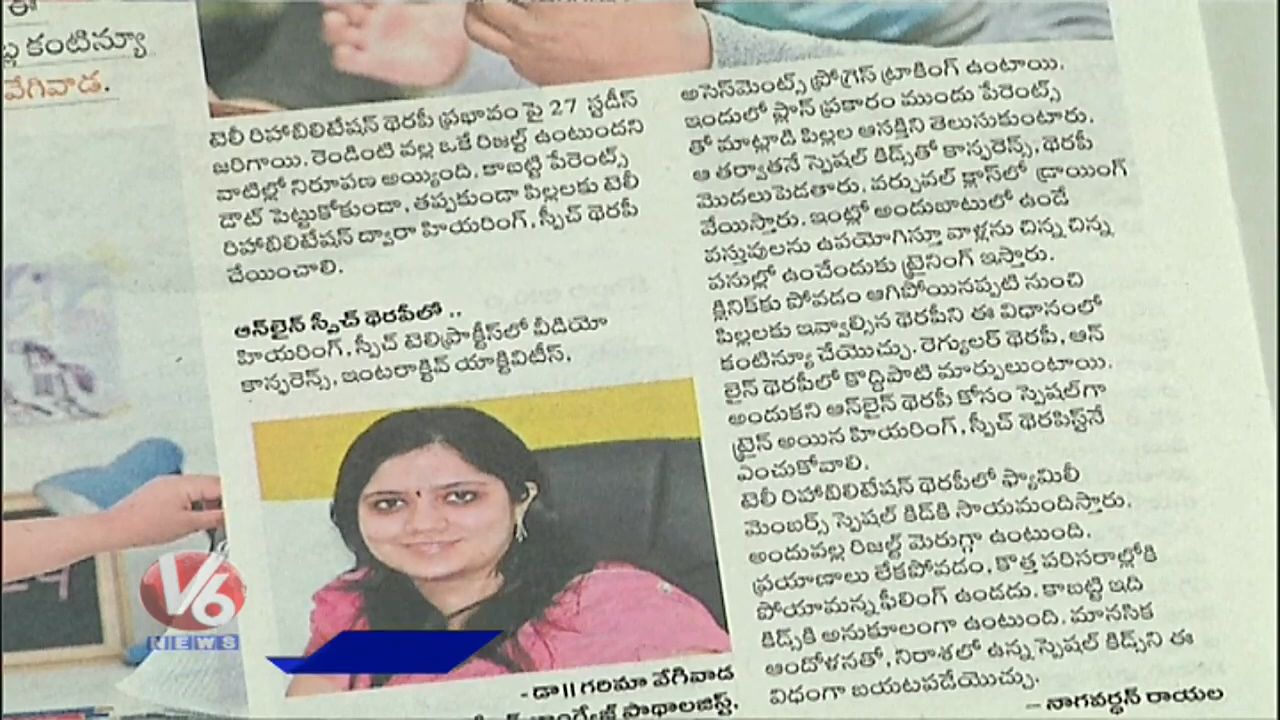 ఈ
కంటిన్యూ
వేగివాడ.
టెలీ రిహాబిలిటేషన్ థెరపీ ప్రభావం పై 27 స్టడీస్
జరిగాయి. రెండింటి వల్ల ఒకే రిజల్ట్ ఉంటుందని
వాటిల్లో నిరూపణ అయ్యింది. కాబట్టి పేరెంట్స్
డౌట్ పెట్టుకోకుండా, తప్పకుండా పిల్లలకు టెలీ
రిహాబిలిటేషన్ ద్వారా హియరింగ్, స్పీచ్ థెరపీ
చేయించాలి.
ఆన్‌లైన్ స్పీచ్ థెరపీలో ..
హియరింగ్, స్పీచ్ టెలిప్రాక్టీస్‌లో వీడియో
కాన్ఫరెన్స్, ఇంటరాక్టివ్ యాక్టివిటీస్,
- డా॥ గరిమా వేగివాడ
లాంగ్వేజ్ పాథాలజిస్ట్,
అసెస్‌మెంట్స్ ప్రోగ్రెస్ ట్రాకింగ్ ఉంటాయి.
ఇందులో ప్లాన్ ప్రకారం ముందు పేరెంట్స్
తో మాట్లాడి పిల్లల ఆసక్తిని తెలుసుకుంటారు.
ఆ తర్వాతనే స్పెషల్ కిడ్స్‌తో కాన్ఫరెన్స్, థెరపీ
మొదలుపెడతారు. వర్చువల్ క్లాస్‌లో డ్రాయింగ్
వేయిస్తారు. ఇంట్లో అందుబాటులో ఉండే
వస్తువులను ఉపయోగిస్తూ వాళ్లను చిన్న చిన్న
పనుల్లో ఉంచేందుకు ట్రైనింగ్ ఇస్తారు.
క్లినిక్‌కు పోవడం ఆగిపోయినప్పటి నుంచి
పిల్లలకు ఇవ్వాల్సిన థెరపీని ఈ విధానంలో
కంటిన్యూ చేయొచ్చు. రెగ్యులర్ థెరపీ, ఆన్
లైన్ థెరపీలో కొద్దిపాటి మార్పులుంటాయి.
అందుకని ఆన్‌లైన్ థెరపీ కోసం స్పెషల్‌గా
ట్రైన్ అయిన హియరింగ్, స్పీచ్ థెరపిస్ట్‌నే
ఎంచుకోవాలి.
టెలీ రిహాబిలిటేషన్ థెరపీలో ఫ్యామిలీ
మెంబర్స్ స్పెషల్ కిడ్‌కి సాయమందిస్తారు.
అందువల్ల రిజల్ట్ మెరుగ్గా ఉంటుంది.
ప్రయాణాలు లేకపోవడం, కొత్త పరిసరాల్లోకి
పోయామన్న ఫీలింగ్ ఉండదు. కాబట్టి ఇది
కిడ్స్‌కి అనుకూలంగా ఉంటుంది. మానసిక
ఆందోళనతో, నిరాశలో ఉన్న స్పెషల్ కిడ్స్‌ని ఈ
విధంగా బయటపడేయొచ్చు.
– నాగవర్ధన్ రాయల
V6
NEWS